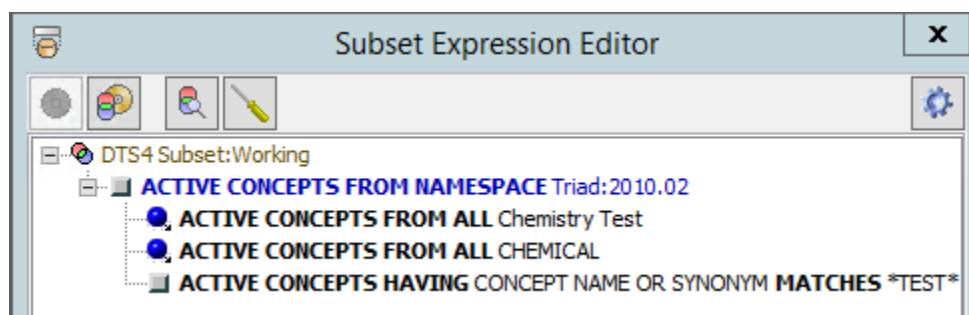 Subset Expression Editor
x
DTS4 Subset:Working
ACTIVE CONCEPTS FROM NAMESPACE Triad:2010.02
ACTIVE CONCEPTS FROM ALL Chemistry Test
ACTIVE CONCEPTS FROM ALL CHEMICAL
ACTIVE CONCEPTS HAVING CONCEPT NAME OR SYNONYM MATCHES *TEST*